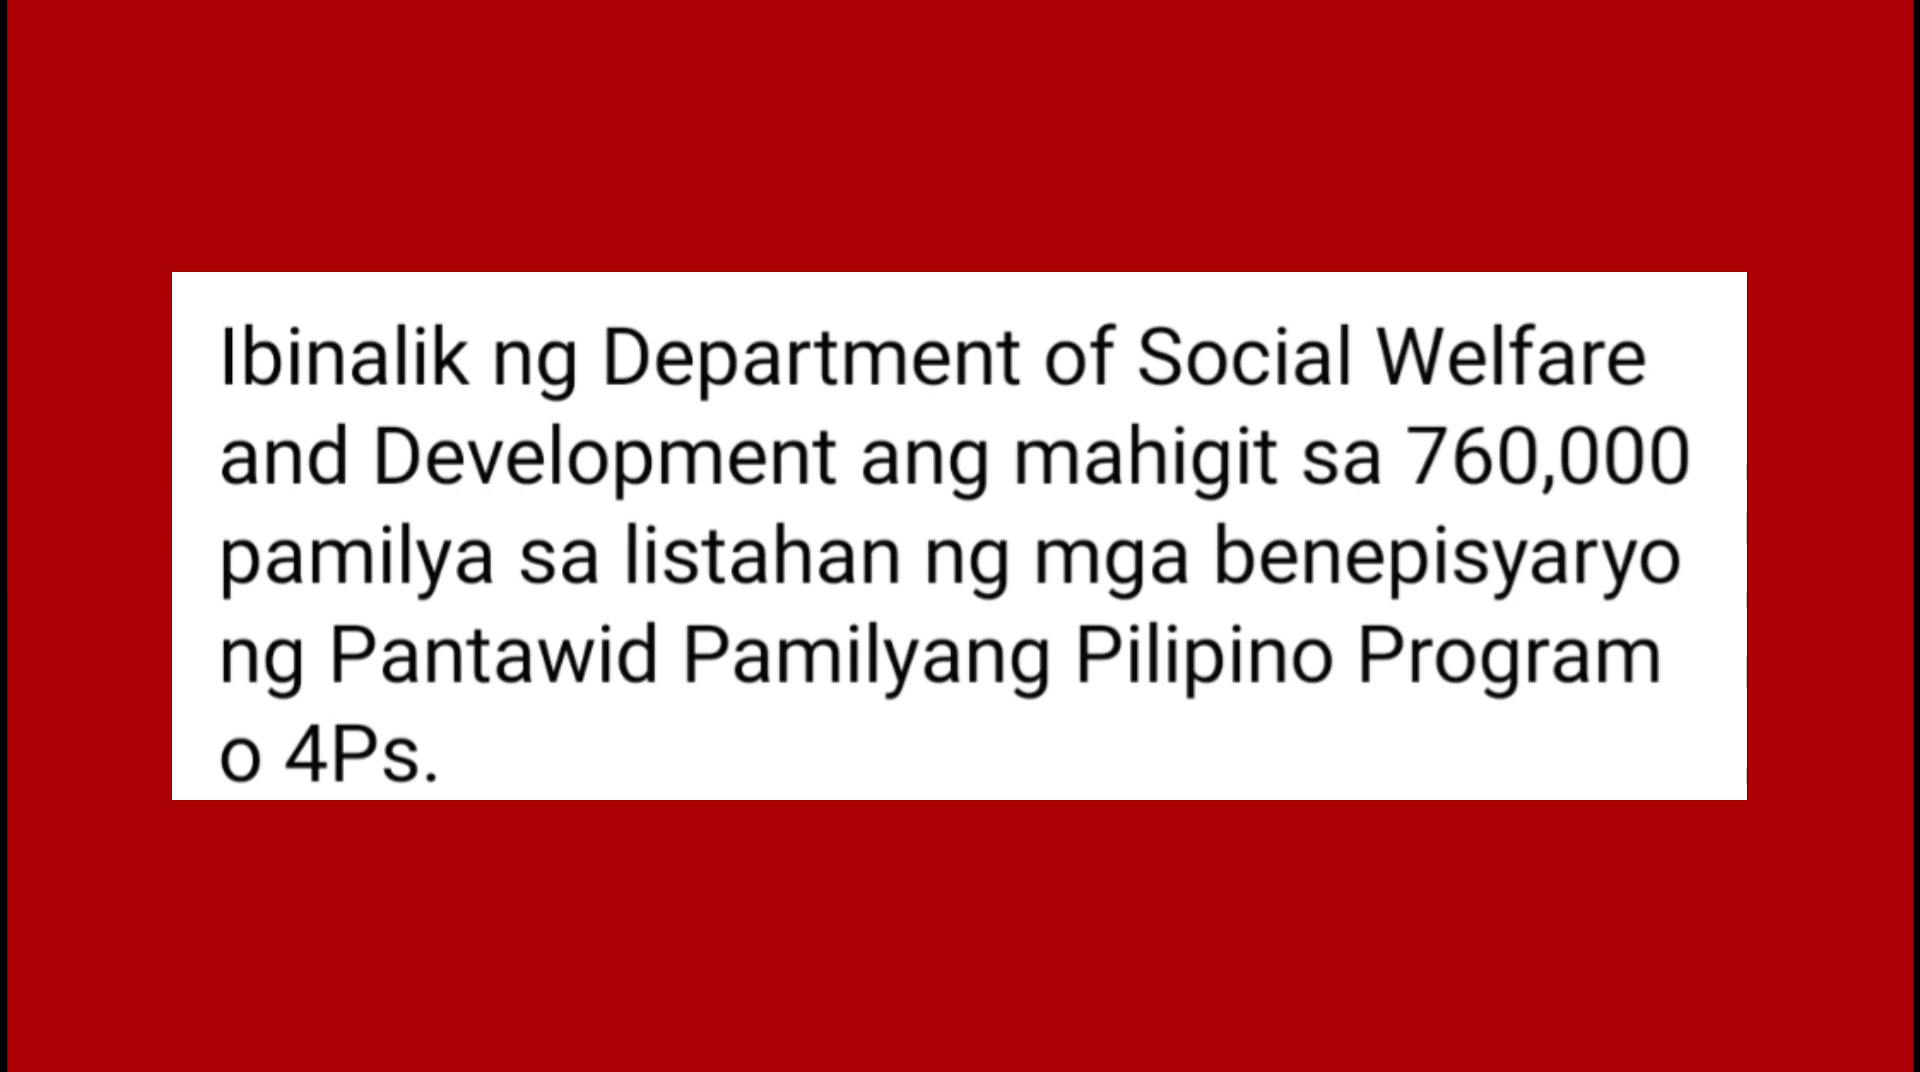 Ibinalik ng Department of Social Welfare
and Development ang mahigit sa 760,000
pamilya sa listahan ng mga benepisyaryo
ng Pantawid Pamilyang Pilipino Program
o 4Ps.